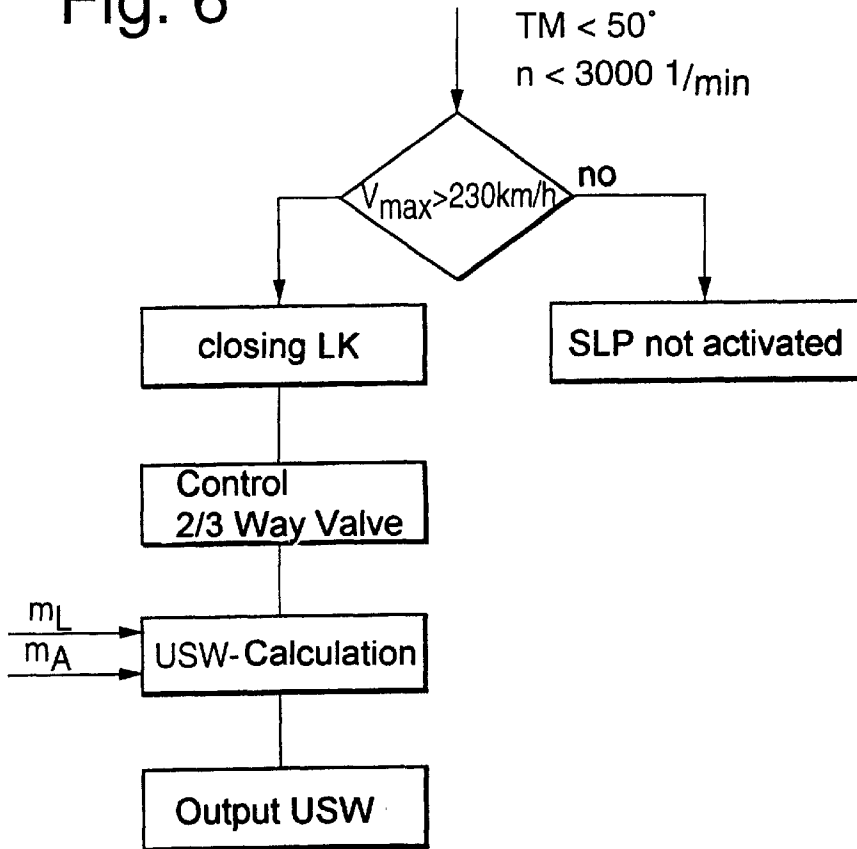 Fig. 6
TM < 50°
n < 3000 1/min
Vmax>230km/h
no
closing LK
SLP not activated
Control
2/3 Way Valve
mL
mA
USW-Calculation
Output USW